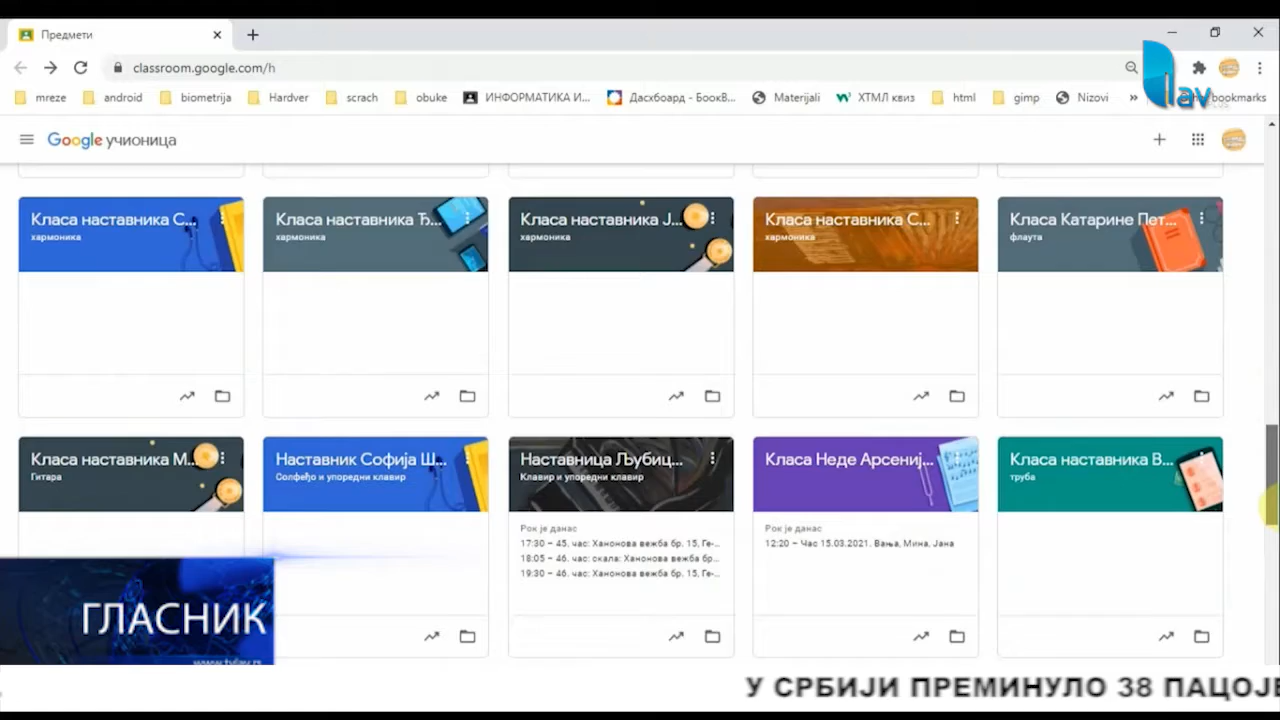 Предмети
classroom.google.com/h
mreze
android
biometrija
Hardver
scrach
obuke
ИНФОРМАТИКА И...
Дасхбоард - БоокВ...
Materijali
ХТМЛ квиз
html
gimp
Nizovi
»
bookmarks
lav
Google учионица
Класа наставника С...
хармоника
Класа наставника Ђ...
хармоника
Класа наставника Ј...
хармоника
Класа наставника С...
хармоника
Класа Катарине Пет...
флаута
Класа наставника М...
Гитара
Наставник Софија Ш...
Солфеђо и упоредни клавир
Наставница Љубиц...
Клавир и упоредни клавир
Рок је данас
17:30 – 45. час: Ханонова вежба бр. 15, Ге-...
18:05 – 46. час: скала: Ханонова вежба бр...
19:30 – 46. час: Ханонова вежба бр. 15, Ге-...
Класа Неде Арсениј...
Рок је данас
12:20 – Час 15.03.2021. Вања, Мина, Јана
Класа наставника В...
труба
ГЛАСНИК
www.tvlav.rs
У СРБИЈИ ПРЕМИНУЛО 38 ПАЦОЈЕ